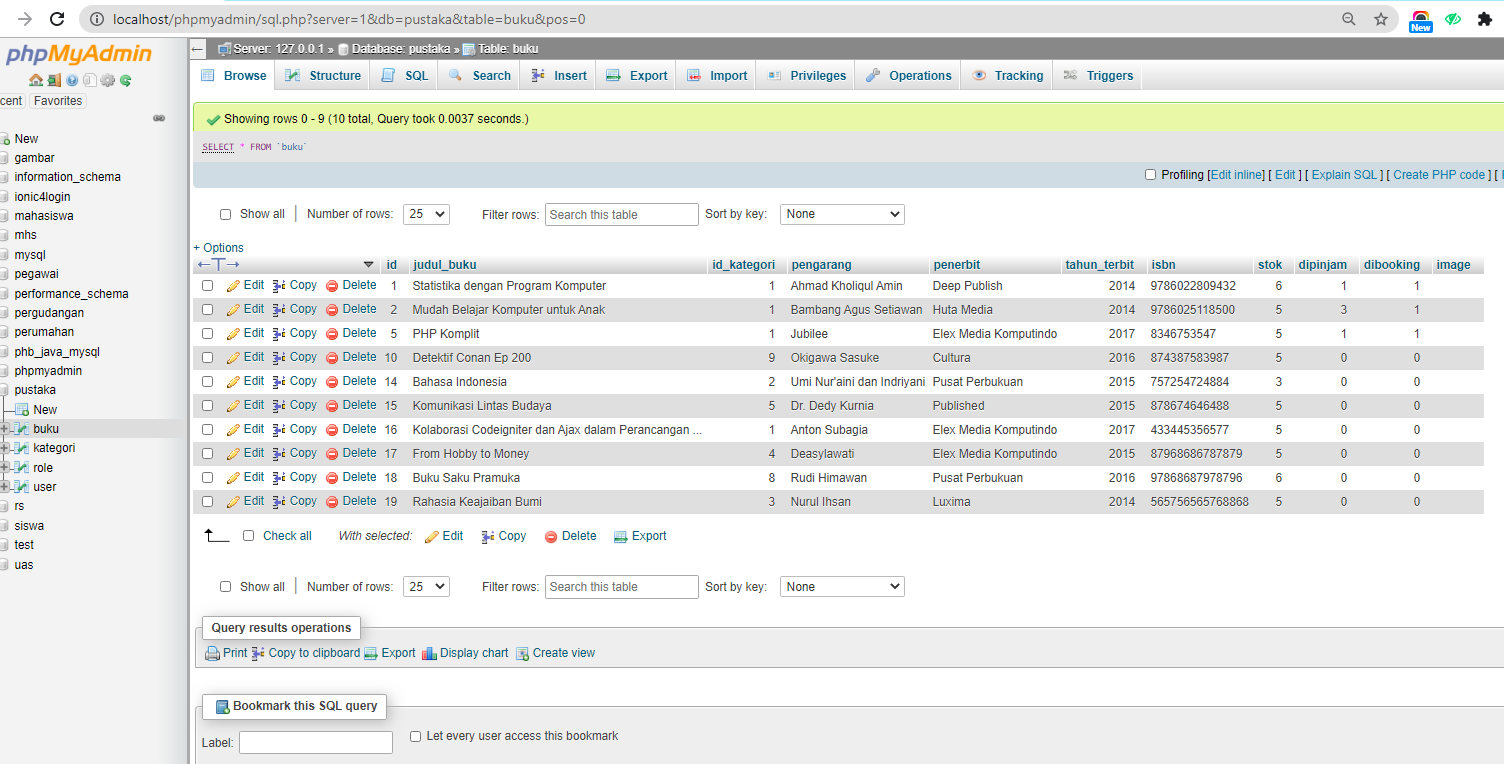 localhost/phpmyadmin/sql.php?server=1&db=pustaka&table=buku&pos=0
New
phpMyAdmin
cent Favorites
New
gambar
information_schema
ionic4login
mahasiswa
mhs
mysql
pegawai
performance_schema
pergudangan
perumahan
phb_java_mysql
phpmyadmin
pustaka
New
buku
kategori
role
user
rs
siswa
test
uas
Server: 127.0.0.1 » Database: pustaka » Table: buku
Browse Structure SQL Search Insert Export Import Privileges Operations Tracking Triggers
Showing rows 0 - 9 (10 total, Query took 0.0037 seconds.)
SELECT * FROM `buku`
Profiling [Edit inline] [ Edit ] [ Explain SQL ] [ Create PHP code ] [
Show all | Number of rows: 25 Filter rows: Search this table Sort by key: None
+ Options
←T→ id judul_buku id_kategori pengarang penerbit tahun_terbit isbn stok dipinjam dibooking image
Edit Copy Delete 1 Statistika dengan Program Komputer 1 Ahmad Kholiqul Amin Deep Publish 2014 9786022809432 6 1 1
Edit Copy Delete 2 Mudah Belajar Komputer untuk Anak 1 Bambang Agus Setiawan Huta Media 2014 9786025118500 5 3 1
Edit Copy Delete 5 PHP Komplit 1 Jubilee Elex Media Komputindo 2017 8346753547 5 1 1
Edit Copy Delete 10 Detektif Conan Ep 200 9 Okigawa Sasuke Cultura 2016 874387583987 5 0 0
Edit Copy Delete 14 Bahasa Indonesia 2 Umi Nur'aini dan Indriyani Pusat Perbukuan 2015 757254724884 3 0 0
Edit Copy Delete 15 Komunikasi Lintas Budaya 5 Dr. Dedy Kurnia Published 2015 878674646488 5 0 0
Edit Copy Delete 16 Kolaborasi Codeigniter dan Ajax dalam Perancangan ... 1 Anton Subagia Elex Media Komputindo 2017 433445356577 5 0 0
Edit Copy Delete 17 From Hobby to Money 4 Deasylawati Elex Media Komputindo 2015 87968686787879 5 0 0
Edit Copy Delete 18 Buku Saku Pramuka 8 Rudi Himawan Pusat Perbukuan 2016 97868687978796 6 0 0
Edit Copy Delete 19 Rahasia Keajaiban Bumi 3 Nurul Ihsan Luxima 2014 565756565768868 5 0 0
Check all With selected: Edit Copy Delete Export
Show all | Number of rows: 25 Filter rows: Search this table Sort by key: None
Query results operations
Print Copy to clipboard Export Display chart Create view
Bookmark this SQL query
Label: Let every user access this bookmark